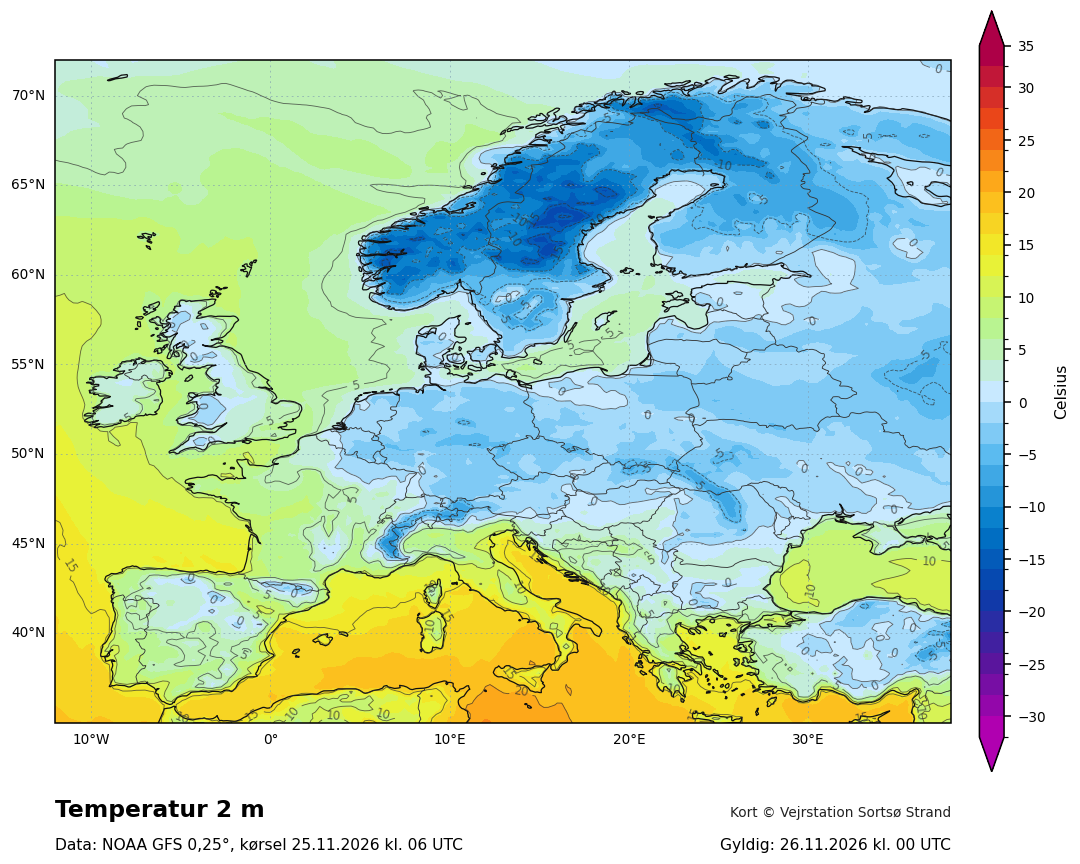 70°N
65°N
60°N
55°N
50°N
45°N
40°N
10°W
0°
10°E
20°E
30°E
35
30
25
20
15
10
5
0
−5
−10
−15
−20
−25
−30
Celsius
Temperatur 2 m
Kort © Vejrstation Sortsø Strand
Data: NOAA GFS 0,25°, kørsel 25.11.2026 kl. 06 UTC
Gyldig: 26.11.2026 kl. 00 UTC